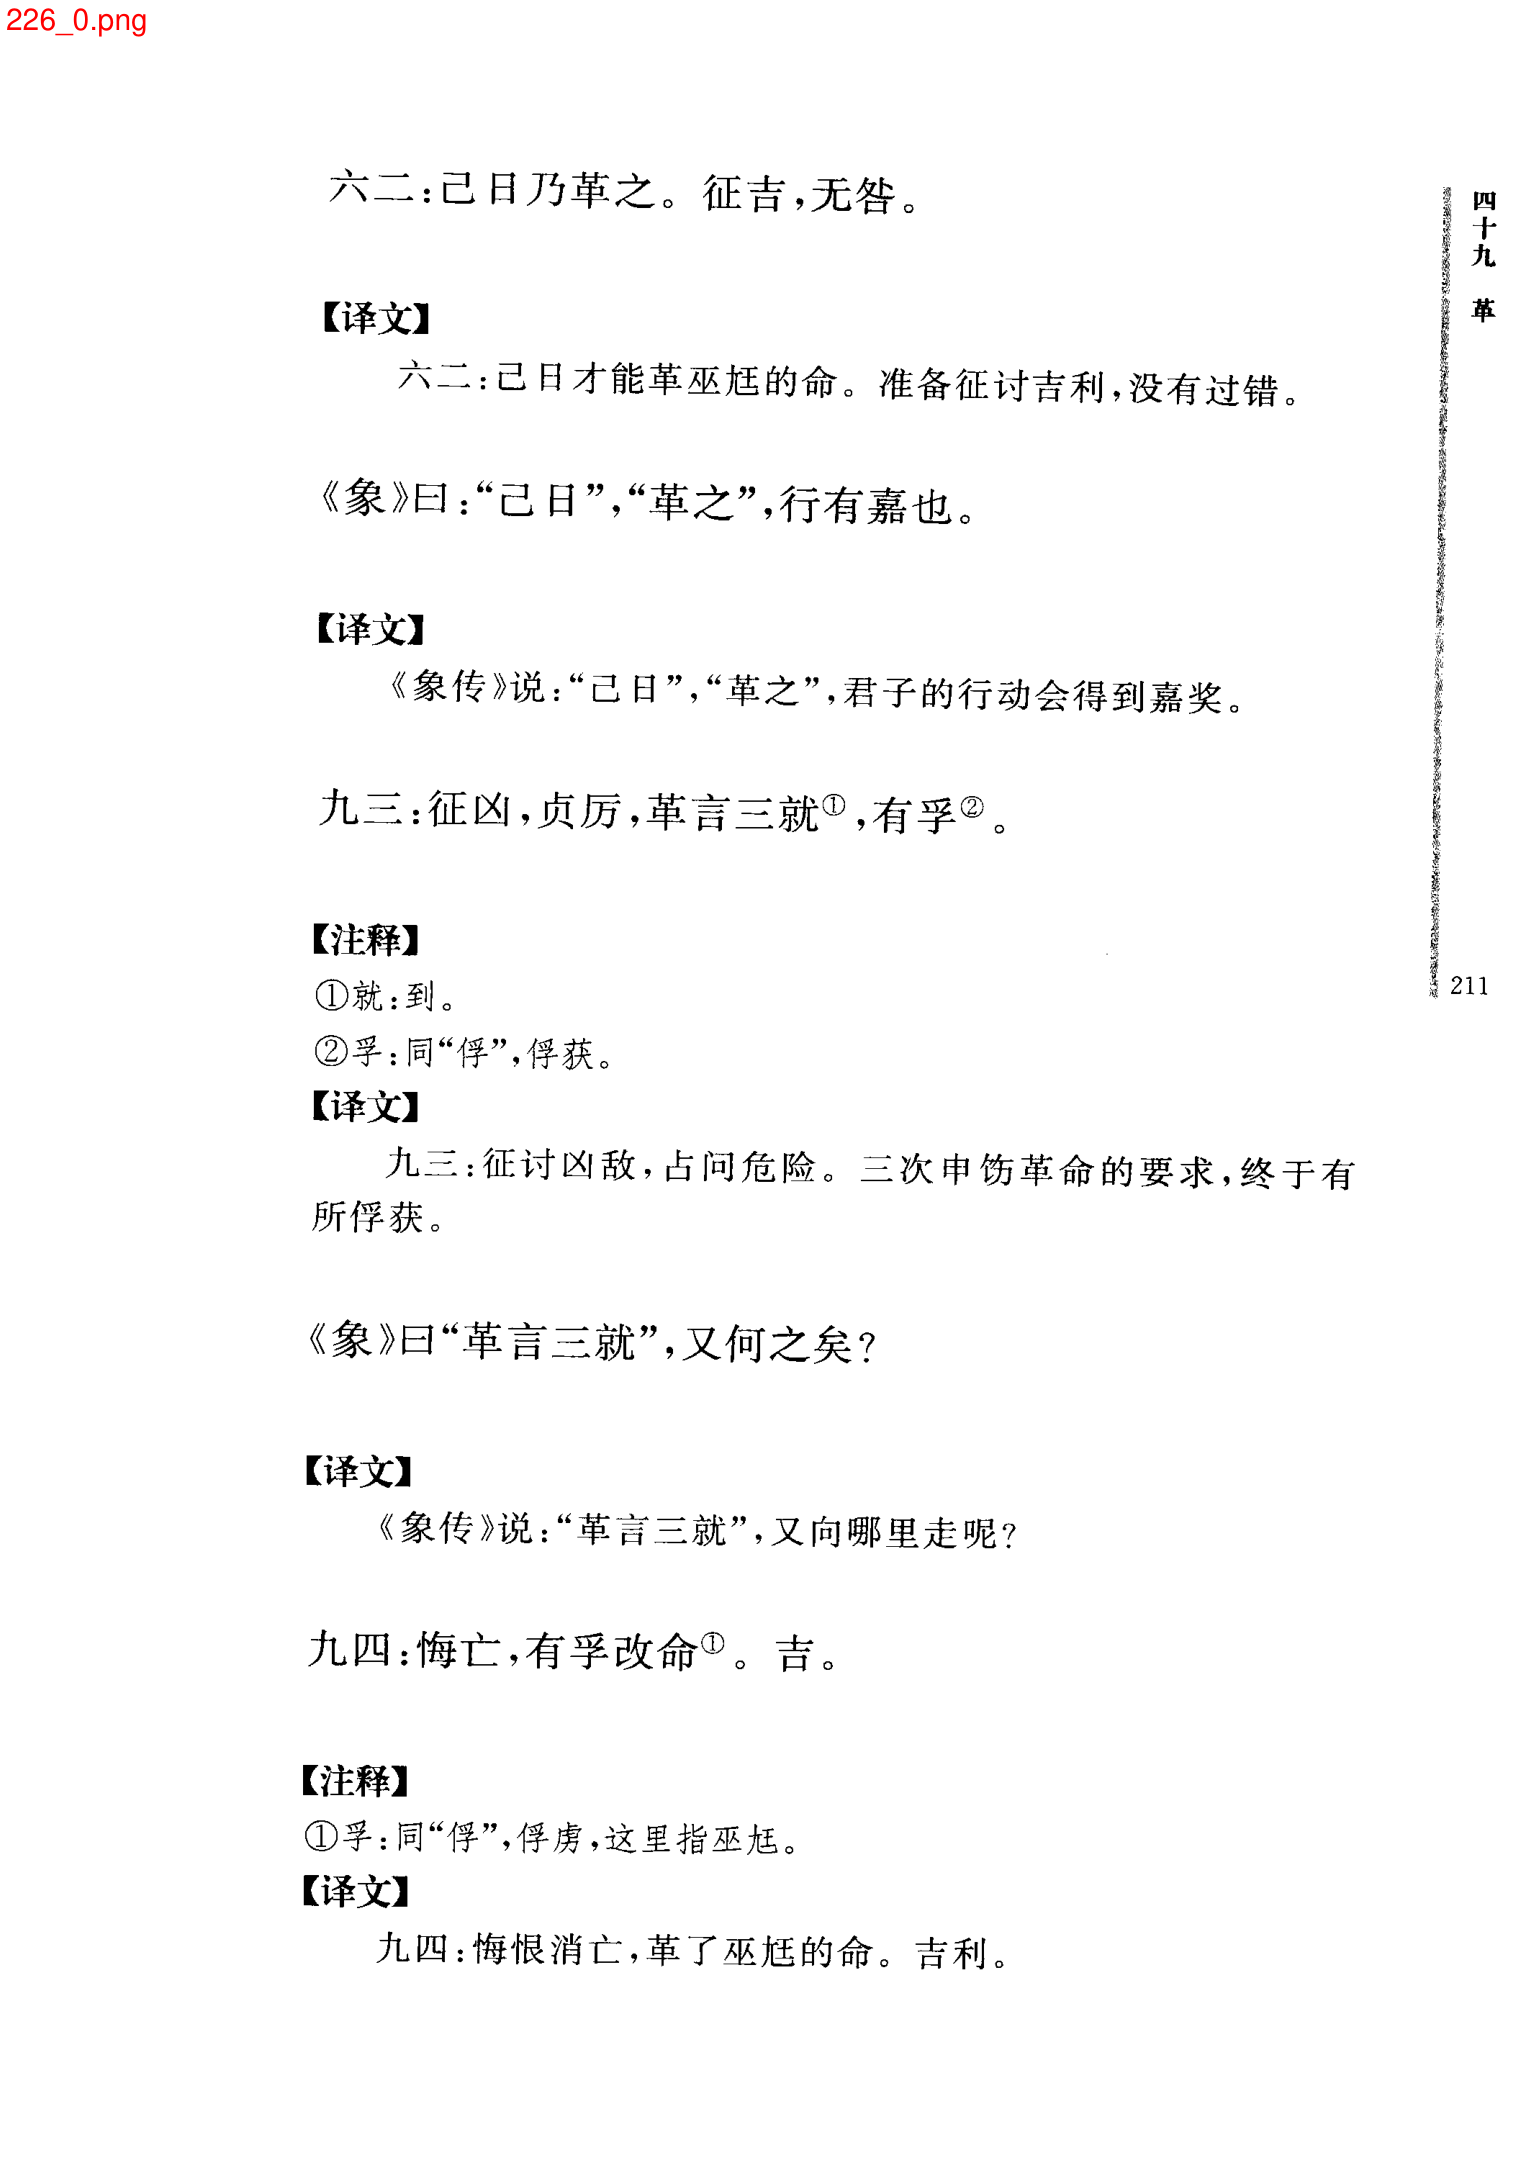 226_0.png
六二:己日乃革之。征吉,无咎。
【译文】
六二:己日才能革巫尪的命。准备征讨吉利,没有过错。
《象》曰:“己日”,“革之”,行有嘉也。
【译文】
《象传》说:“己日”,“革之”,君子的行动会得到嘉奖。
九三:征凶,贞厉,革言三就①,有孚②。
【注释】
①就:到。
②孚:同“俘”,俘获。
【译文】
九三:征讨凶敌,占问危险。三次申饬革命的要求,终于有
所俘获。
《象》曰“革言三就”,又何之矣?
【译文】
《象传》说:“革言三就”,又向哪里走呢?
九四:悔亡,有孚改命①。吉。
【注释】
①孚:同“俘”,俘虏,这里指巫尪。
【译文】
九四:悔恨消亡,革了巫尪的命。吉利。
四十九 革
211